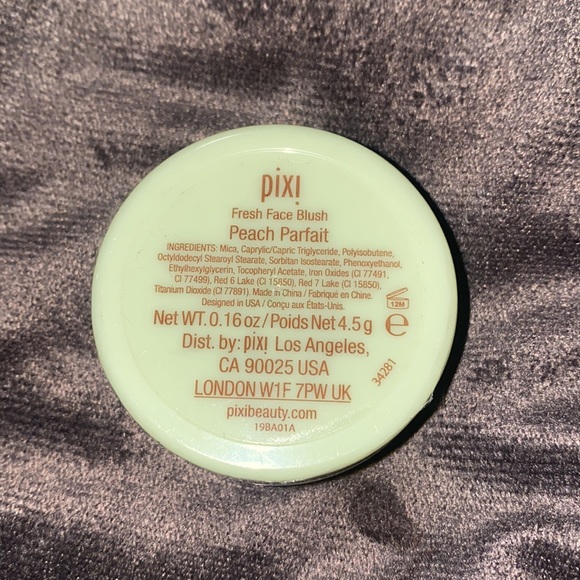 pixi
Fresh Face Blush
Peach Parfait
INGREDIENTS: Mica, Caprylic/Capric Triglyceride, Polyisobutene,
Octyldodecyl Stearoyl Stearate, Sorbitan Isostearate, Phenoxyethanol,
Ethylhexylglycerin, Tocopheryl Acetate, Iron Oxides (CI 77491,
CI 77499), Red 6 Lake (CI 15850), Red 7 Lake (CI 15850),
Titanium Dioxide (CI 77891). Made in China / Fabriqué en Chine.
Designed in USA / Conçu aux États-Unis.
12M
Net WT. 0.16 oz / Poids Net 4.5 g e
Dist. by: pixi Los Angeles,
CA 90025 USA
34281
LONDON W1F 7PW UK
pixibeauty.com
19BA01A